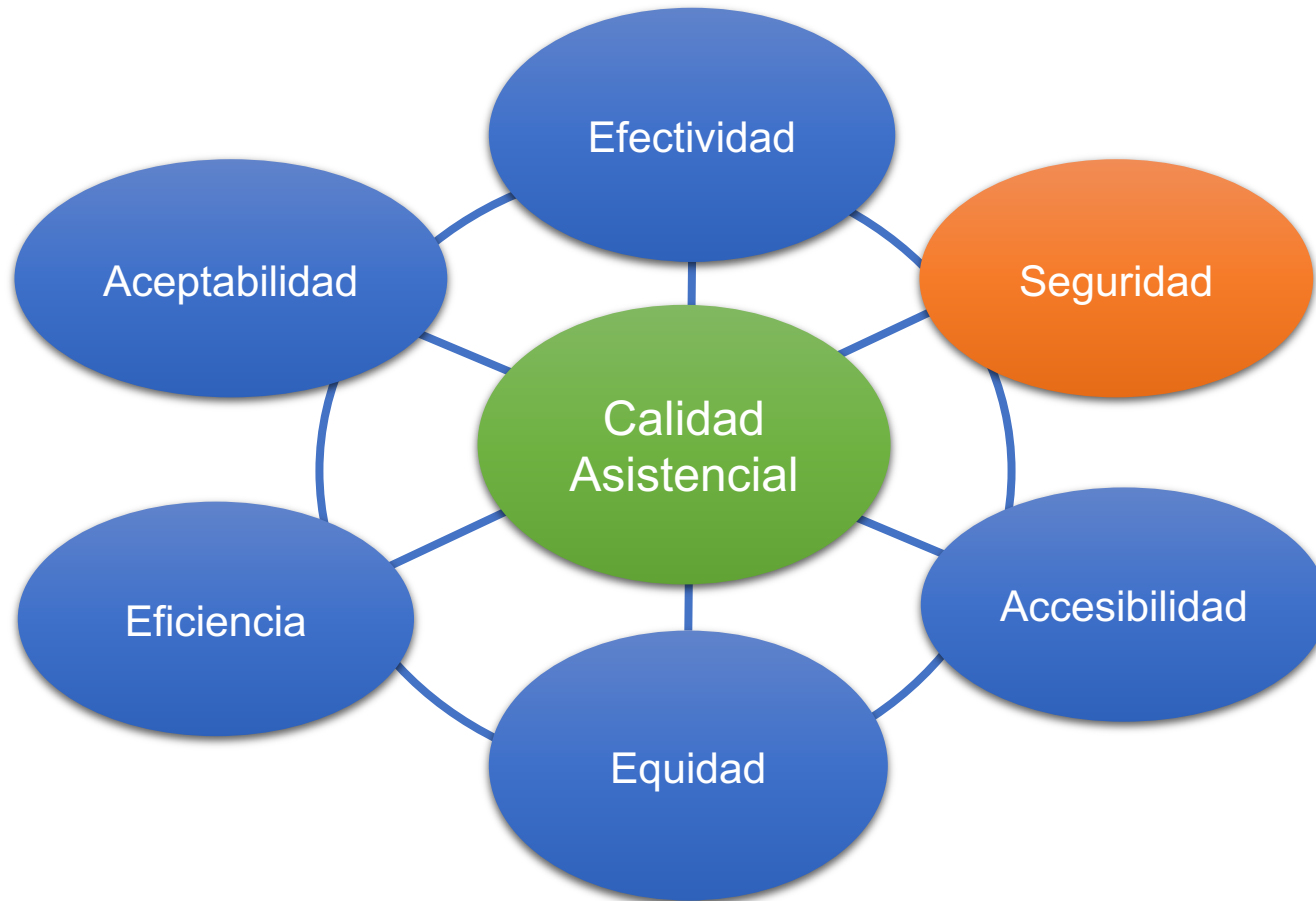 Efectividad
Aceptabilidad
Seguridad
Calidad
Asistencial
Eficiencia
Accesibilidad
Equidad